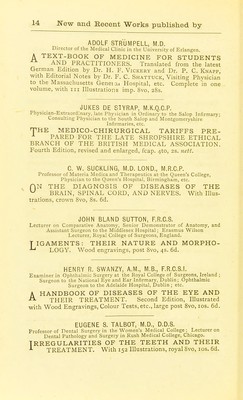 14 New and Recent Works published by
ADOLF STRÜMPELL, M.D.
Director of the Medical Clinic in the University of Erlangen.
A TEXT-BOOK OF MEDICINE FOR STUDENTS
AND PRACTITIONERS. Translated from the latest
German Edition by Dr. H. F. VICKERY and Dr. P. C. KNAPP,
with Editorial Notes by Dr. F. C. SHATTUCK, Visiting Physician
to the Massachusetts General Hospital, etc. Complete in one
volume, with 111 Illustrations imp. 8vo, 28s.
JUKES DE STYRAP, M.K.Q.C.P.
Physician-Extraordinary, late Physician in Ordinary to the Salop Infirmary;
Consulting Physician to the South Salop and Montgomeryshire
Infirmaries, etc.
THE MEDICO-CHIRURGICAL TARIFFS PRE-
PARED FOR THE LATE SHROPSHIRE ETHICAL
BRANCH OF THE BRITISH MEDICAL ASSOCIATION.
Fourth Edition, revised and enlarged, fcap. 4to, 2s. nett.
C. W. SUCKLING, M.D. LOND., M.R.C.P.
Professor of Materia Medica and Therapeutics at the Queen's College,
Physician to the Queen's Hospital, Birmingham, etc.
ON THE DIAGNOSIS OF DISEASES OF THE
BRAIN, SPINAL CORD, AND NERVES. With Illus-
trations, crown 8vo, 8s. 6d.
JOHN BLAND SUTTON, F.R.C.S.
Lecturer on Comparative Anatomy, Senior Demonstrator of Anatomy, and
Assistant Surgeon to the Middlesex Hospital; Erasmus Wilson
Lecturer, Royal College of Surgeons, England.
LIGAMENTS: THEIR NATURE AND MORPHO-
LOGY. Wood engravings, post 8vo, 4s. 6d.
HENRY R. SWANZY, A.M., M.B., F.R.C.S.I.
Examiner in Ophthalmic Surgery at the Royal College of Surgeons, Ireland;
Surgeon to the National Eye and Ear Infirmary, Dublin; Ophthalmic
Surgeon to the Adelaide Hospital, Dublin; etc.
A HANDBOOK OF DISEASES OF THE EYE AND
THEIR TREATMENT. Second Edition, Illustrated
with Wood Engravings, Colour Tests, etc., large post 8vo, 10s. 6d.
EUGENE S. TALBOT, M.D., D.D.S.
Professor of Dental Surgery in the Woman's Medical College; Lecturer on
Dental Pathology and Surgery in Rush Medical College, Chicago.
IRREGULARITIES OF THE TEETH AND THEIR
TREATMENT. With 152 Illustrations, royal 8vo, 10s. 6d.